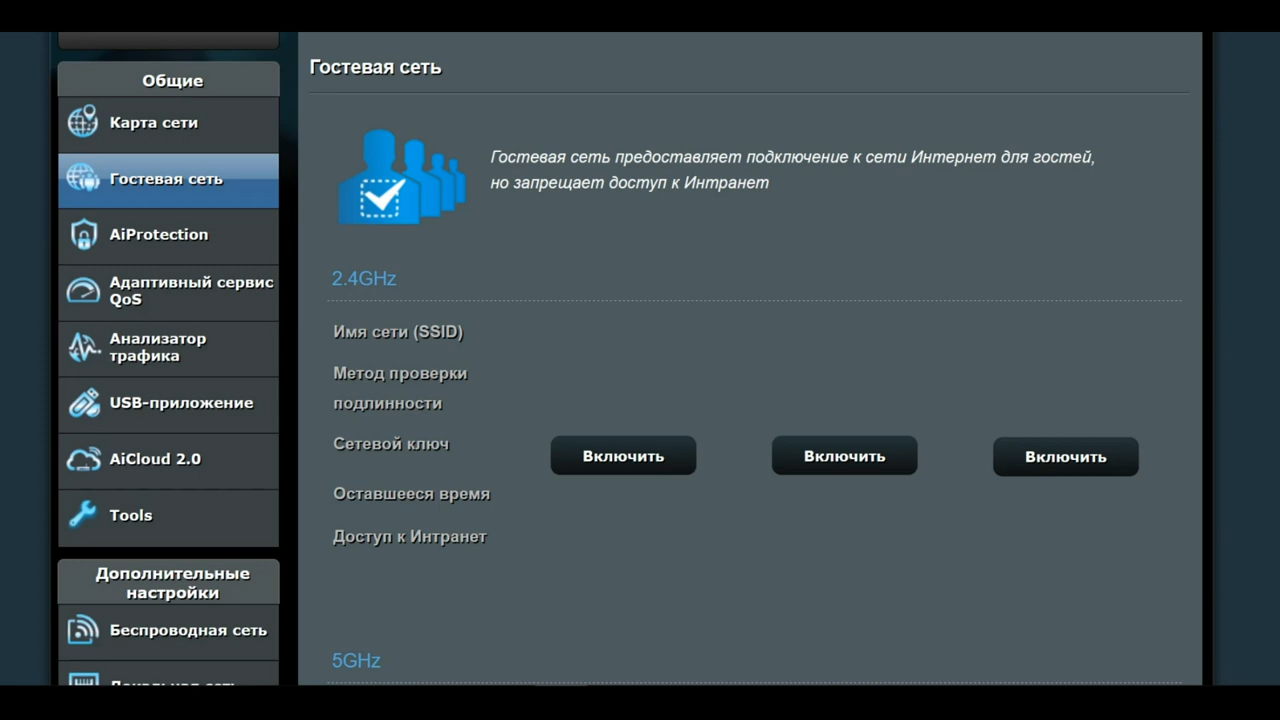 Общие
Карта сети
Гостевая сеть
AiProtection
Адаптивный сервис
QoS
Анализатор
трафика
USB-приложение
AiCloud 2.0
Tools
Дополнительные
настройки
Беспроводная сеть
Гостевая сеть
Гостевая сеть предоставляет подключение к сети Интернет для гостей,
но запрещает доступ к Интранет
2.4GHz
Имя сети (SSID)
Метод проверки
подлинности
Сетевой ключ
Включить Включить Включить
Оставшееся время
Доступ к Интранет
5GHz